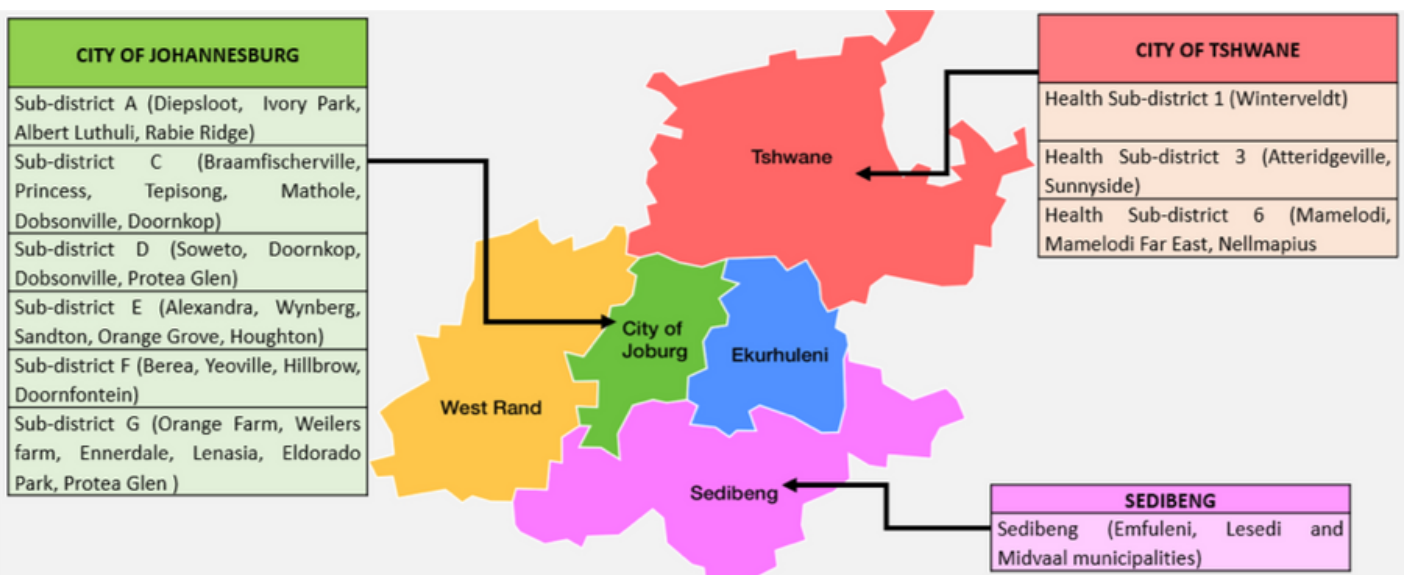 CITY OF JOHANNESBURG
Sub-district A (Diepsloot, Ivory Park,
Albert Luthuli, Rabie Ridge)
Sub-district C (Braamfischerville,
Princess, Tepisong, Mathole,
Dobsonville, Doornkop)
Sub-district D (Soweto, Doornkop,
Dobsonville, Protea Glen)
Sub-district E (Alexandra, Wynberg,
Sandton, Orange Grove, Houghton)
Sub-district F (Berea, Yeoville, Hillbrow,
Doornfontein)
Sub-district G (Orange Farm, Weilers
farm, Ennerdale, Lenasia, Eldorado
Park, Protea Glen )
Tshwane
City of
Joburg
Ekurhuleni
West Rand
Sedibeng
CITY OF TSHWANE
Health Sub-district 1 (Winterveldt)
Health Sub-district 3 (Atteridgeville,
Sunnyside)
Health Sub-district 6 (Mamelodi,
Mamelodi Far East, Nellmapius
SEDIBENG
Sedibeng (Emfuleni, Lesedi and
Midvaal municipalities)